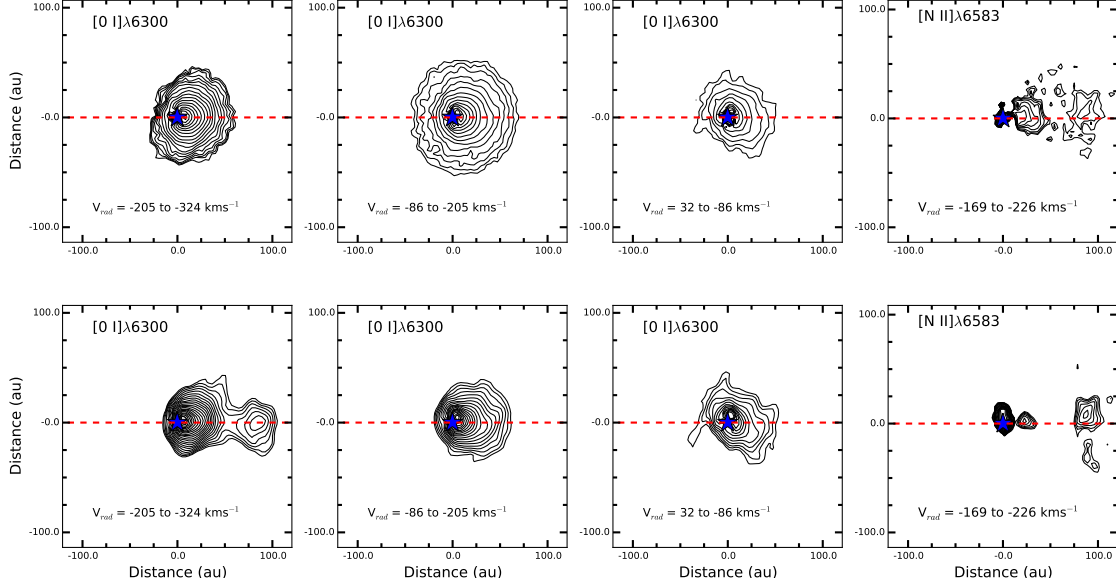 [O I]λ6300
[O I]λ6300
[O I]λ6300
[N II]λ6583
Distance (au)
100.0
-0.0
-100.0
V_rad = -205 to -324 kms⁻¹
V_rad = -86 to -205 kms⁻¹
V_rad = 32 to -86 kms⁻¹
V_rad = -169 to -226 kms⁻¹
100.0
-0.0
-100.0
100.0
-0.0
-100.0
100.0
0.0
-100.0
-100.0 0.0 100.0
-100.0 0.0 100.0
-100.0 0.0 100.0
-100.0 -0.0 100.0
[O I]λ6300
[O I]λ6300
[O I]λ6300
[N II]λ6583
Distance (au)
100.0
-0.0
-100.0
V_rad = -205 to -324 kms⁻¹
V_rad = -86 to -205 kms⁻¹
V_rad = 32 to -86 kms⁻¹
V_rad = -169 to -226 kms⁻¹
100.0
-0.0
-100.0
100.0
-0.0
-100.0
100.0
0.0
-100.0
-100.0 0.0 100.0
-100.0 0.0 100.0
-100.0 0.0 100.0
-100.0 -0.0 100.0
Distance (au)
Distance (au)
Distance (au)
Distance (au)